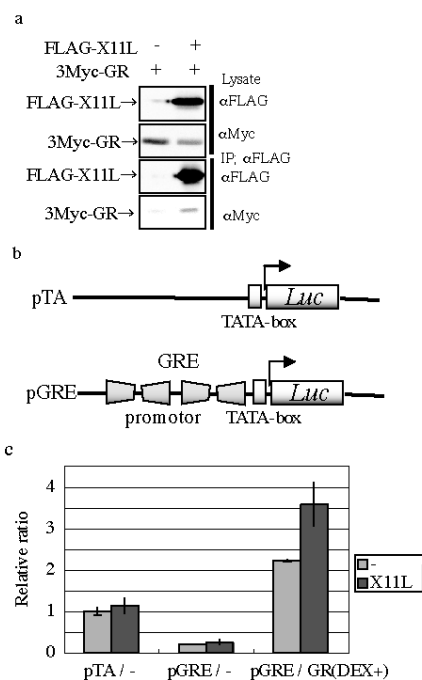 a
FLAG-X11L - +
3Myc-GR + +
Lysate
FLAG-X11L→ αFLAG
3Myc-GR→ αMyc
IP; αFLAG
FLAG-X11L→ αFLAG
3Myc-GR→ αMyc
b
pTA Luc
TATA-box
GRE
pGRE Luc
promotor TATA-box
c
Relative ratio
4
3
2
1
0
-
X11L
pTA / - pGRE / - pGRE / GR(DEX+)